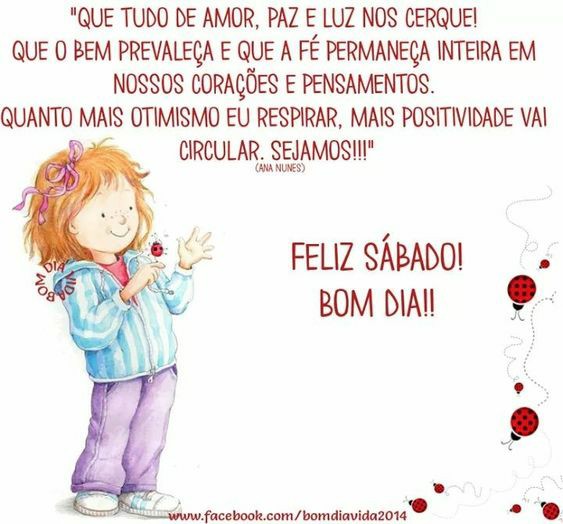 "QUE TUDO DE AMOR, PAZ E LUZ NOS CERQUE!
QUE O BEM PREVALEÇA E QUE A FÉ PERMANEÇA INTEIRA EM
NOSSOS CORAÇÕES E PENSAMENTOS.
QUANTO MAIS OTIMISMO EU RESPIRAR, MAIS POSITIVIDADE VAI
CIRCULAR. SEJAMOS!!!"
(ANA NUNES)
FELIZ SÁBADO!
BOM DIA!!
BOM DIA
VIDA
www.facebook.com/bomdiavida2014